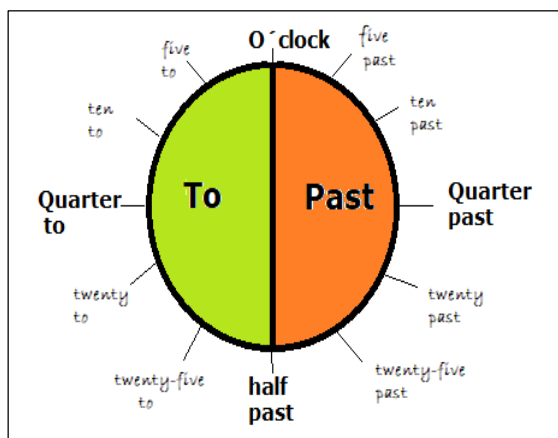 O´clock
five
past
ten
past
Quarter
past
twenty
past
twenty-five
past
half
past
twenty-five
to
twenty
to
Quarter
to
ten
to
five
to
To
Past